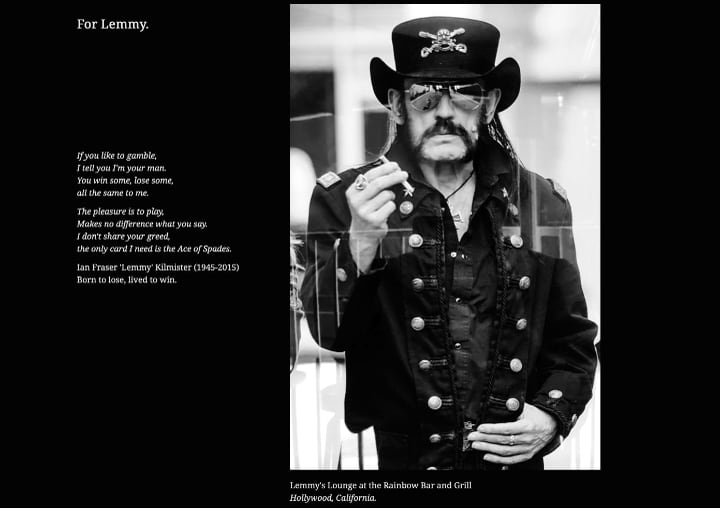 For Lemmy.
If you like to gamble,
I tell you I'm your man.
You win some, lose some,
all the same to me.
The pleasure is to play,
Makes no difference what you say.
I don't share your greed,
the only card I need is the Ace of Spades.
Ian Fraser 'Lemmy' Kilmister (1945-2015)
Born to lose, lived to win.
Lemmy's Lounge at the Rainbow Bar and Grill
Hollywood, California.